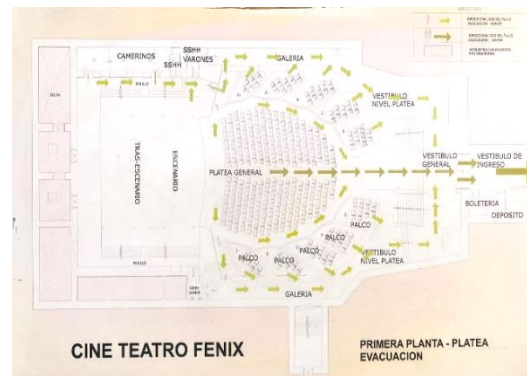 CAMERINOS
SSHH
VARONES
SSHH
GALERIA
VESTIBULO
NIVEL PLATEA
TRAS-ESCENARIO
ESCENARIO
PLATEA GENERAL
VESTIBULO
GENERAL
VESTIBULO DE
INGRESO
BOLETERIA
DEPOSITO
PALCO
PALCO
PALCO
PALCO
PALCO
VESTIBULO
NIVEL PLATEA
GALERIA
CINE TEATRO FENIX
PRIMERA PLANTA - PLATEA
EVACUACION